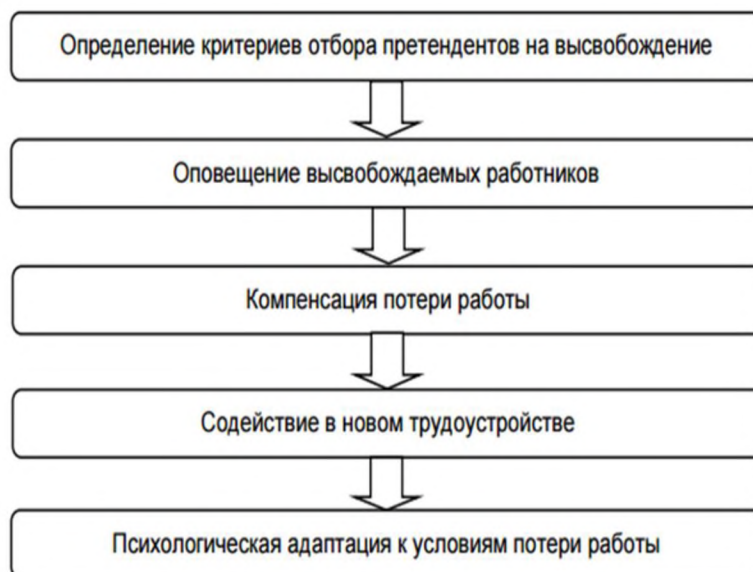 Определение критериев отбора претендентов на высвобождение
Оповещение высвобождаемых работников
Компенсация потери работы
Содействие в новом трудоустройстве
Психологическая адаптация к условиям потери работы